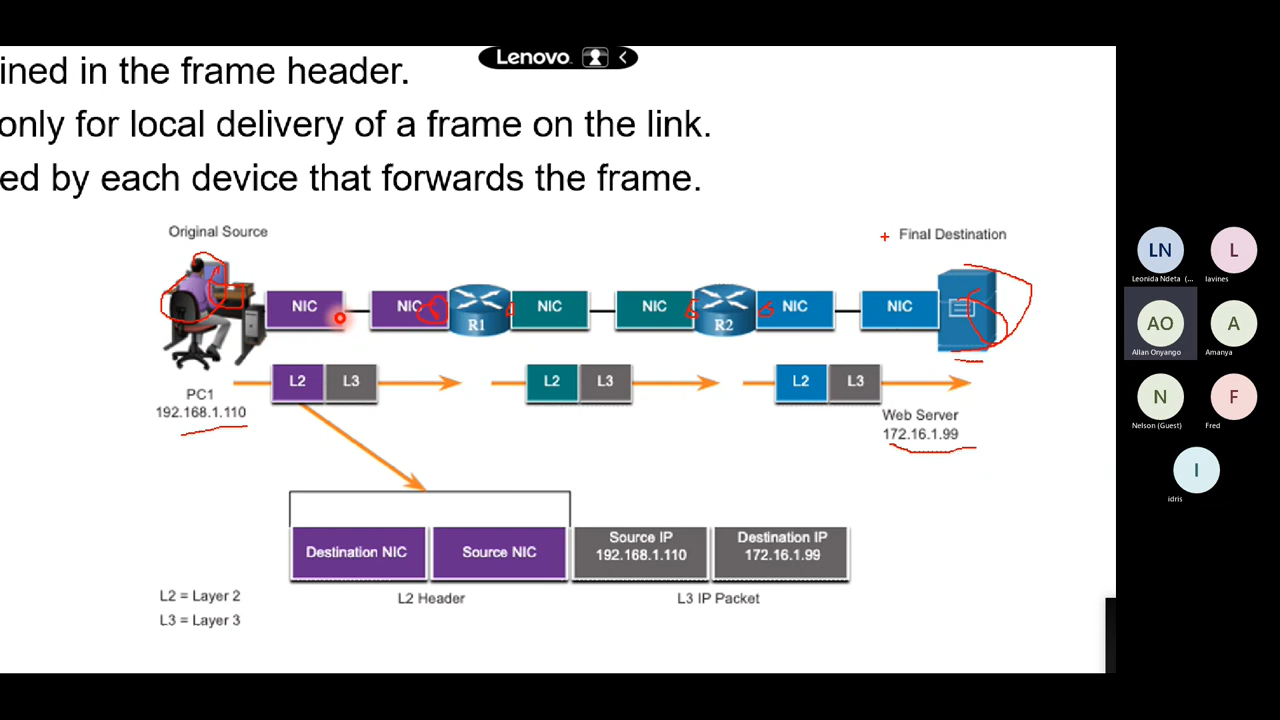 Lenovo
ined in the frame header.
only for local delivery of a frame on the link.
ed by each device that forwards the frame.
Original Source
Final Destination
NIC NIC R1 NIC NIC R2 NIC NIC
L2 L3 L2 L3 L2 L3
PC1
192.168.1.110
Web Server
172.16.1.99
Destination NIC Source NIC
Source IP
192.168.1.110
Destination IP
172.16.1.99
L2 = Layer 2
L2 Header
L3 IP Packet
L3 = Layer 3
LN
Leonida Ndeta (...
L
lavines
AO
Allan Onyango
A
Amanya
N
Nelson (Guest)
F
Fred
I
idris